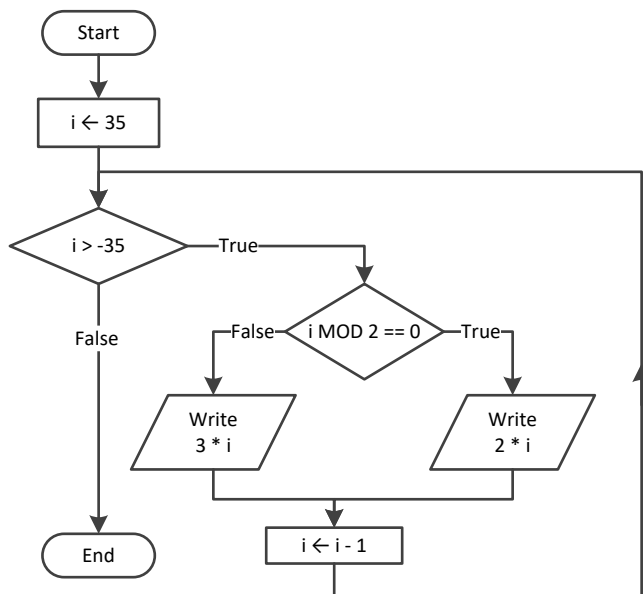 Start
i ← 35
i > -35
True
False
i MOD 2 == 0
False
True
Write
3 * i
Write
2 * i
i ← i - 1
End